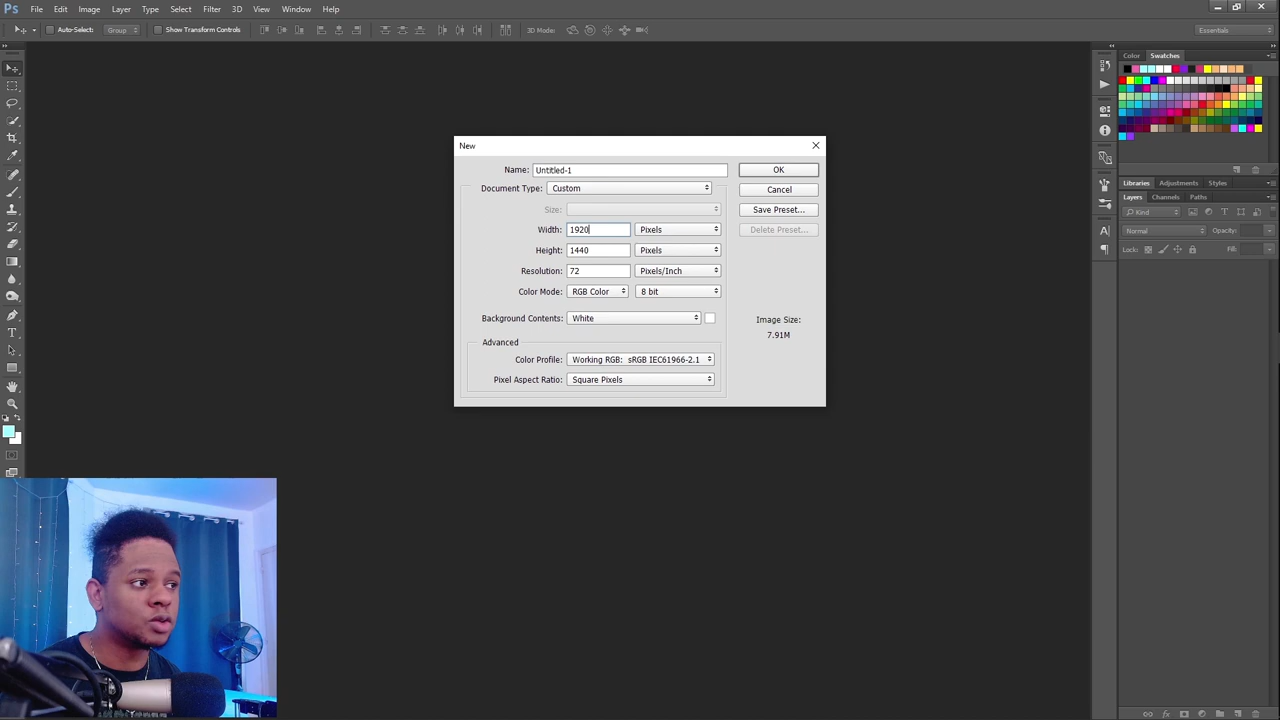 Ps File Edit Image Layer Type Select Filter 3D View Window Help
Auto-Select: Group Show Transform Controls 3D Mode: Essentials
Color Swatches
New
Name: Untitled-1 OK
Document Type: Custom Cancel
Size: Save Preset...
Width: 1920 Pixels Delete Preset...
Height: 1440 Pixels
Resolution: 72 Pixels/Inch
Color Mode: RGB Color 8 bit
Background Contents: White
Image Size:
7.91M
Advanced
Color Profile: Working RGB: sRGB IEC61966-2.1
Pixel Aspect Ratio: Square Pixels
Libraries Adjustments Styles
Layers Channels Paths
Kind
Normal Opacity:
Lock: Fill:
fx